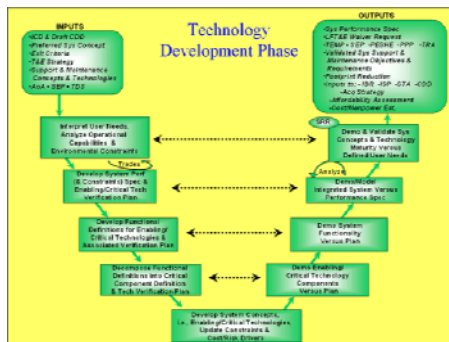 INPUTS
•ICD & Draft CDD
•Preferred Sys Concept
•Exit Criteria
•T&E Strategy
•Support & Maintenance
Concepts & Technologies
•AoA •SEP •TDS
Technology
Development Phase
OUTPUTS
•Sys Performance Spec
•LFT&E Waiver Request
•TEMP •SEP •PESHE •PPP •TRA
•Validated Sys Support &
Maintenance Objectives &
Requirements
•Footprint Reduction
•Inputs to: -IBR -ISP -STA -CDD
-Acq Strategy
-Affordability Assessment
-Cost/Manpower Est.
Interpret User Needs,
Analyze Operational
Capabilities &
Environmental Constraints
SRR
Demo & Validate Sys
Concepts & Technology
Maturity Versus
Defined User Needs
Trades
Develop System Perf
(& Constraints) Spec &
Enabling/Critical Tech
Verification Plan
Demo/Model
Integrated System Versus
Performance Spec
Develop Functional
Definitions for Enabling/
Critical Technologies &
Associated Verification Plan
Demo System
Functionality
Versus Plan
Decompose Functional
Definitions into Critical
Component Definition
& Tech Verification Plan
Demo Enabling/
Critical Technology
Components
Versus Plan
Develop System Concepts,
i.e., Enabling/Critical Technologies,
Update Constraints &
Cost/Risk Drivers